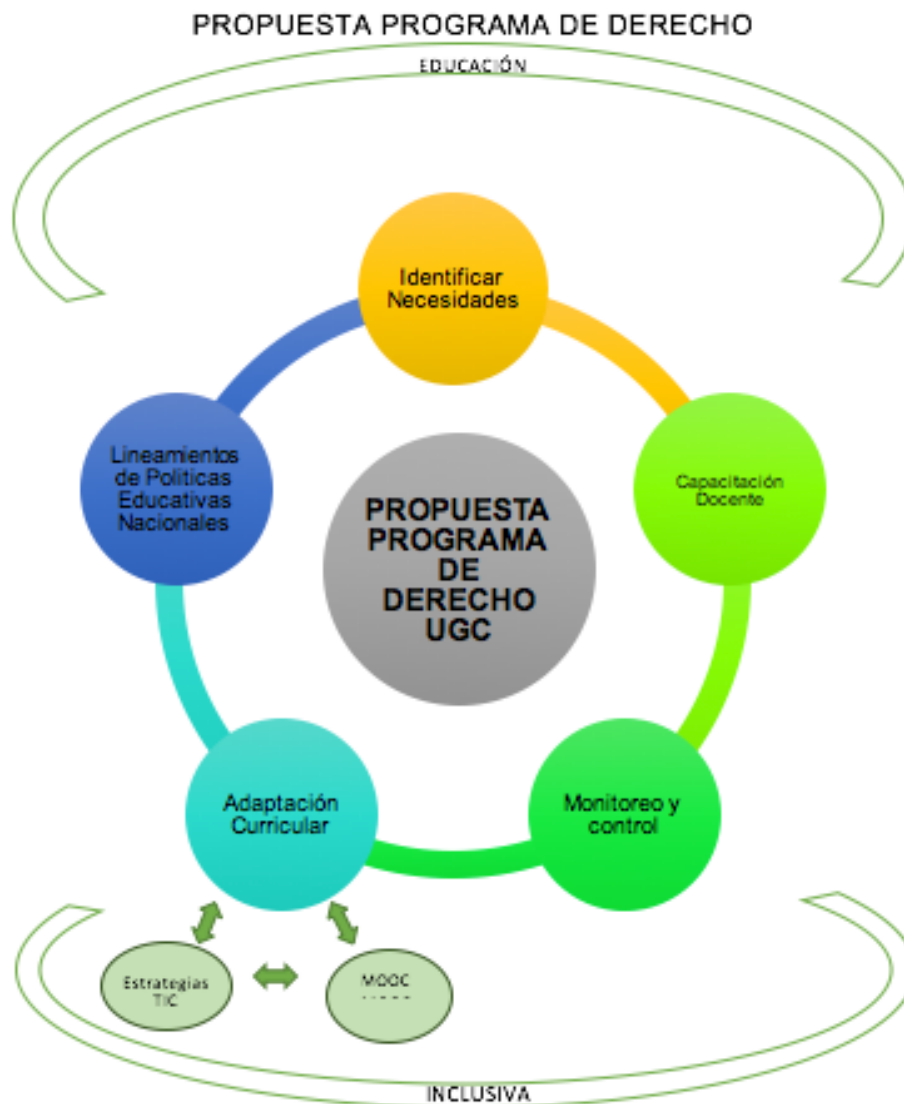 PROPUESTA PROGRAMA DE DERECHO
EDUCACIÓN
Identificar
Necesidades
Lineamientos
de Políticas
Educativas
Nacionales
Capacitación
Docente
PROPUESTA
PROGRAMA
DE
DERECHO
UGC
Adaptación
Curricular
Monitoreo y
control
Estrategias
TIC
MOOC
INCLUSIVA